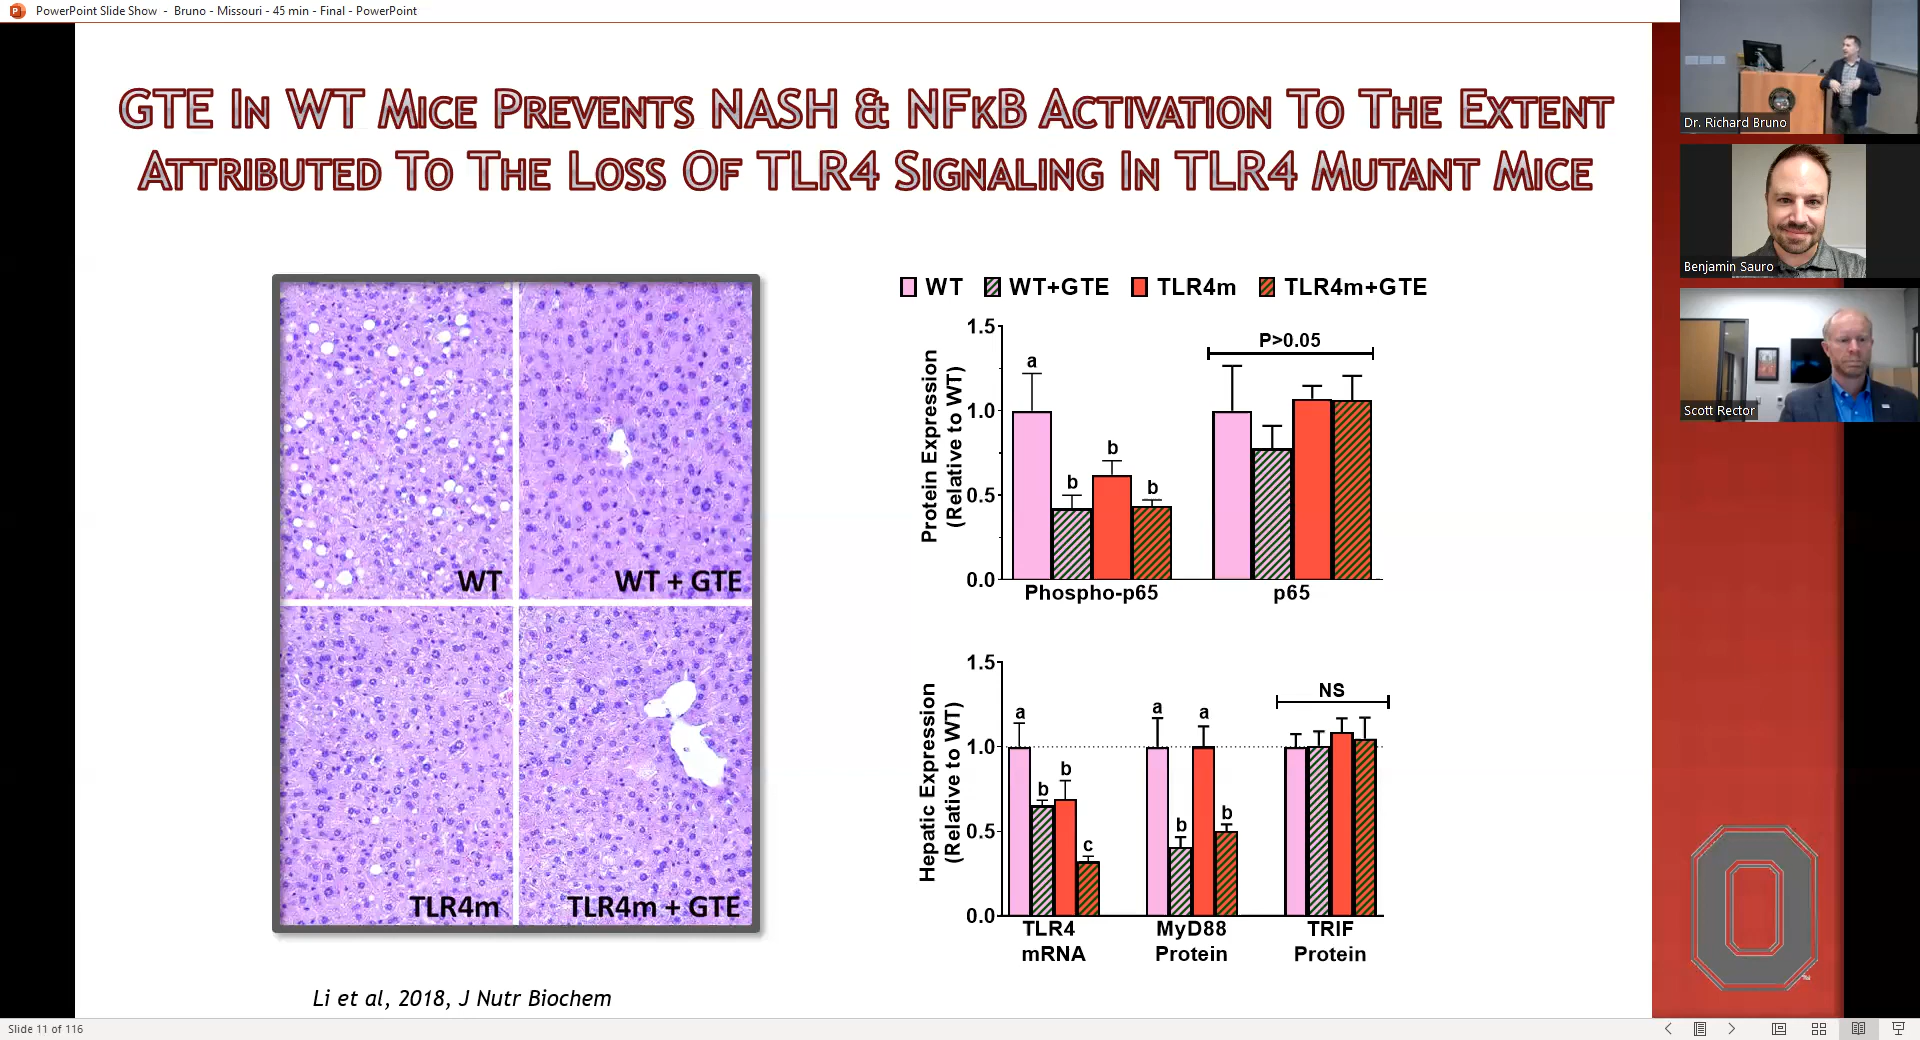 PowerPoint Slide Show - Bruno - Missouri - 45 min - Final - PowerPoint
GTE In WT Mice Prevents NASH & NFκB Activation To The Extent
Attributed To The Loss Of TLR4 Signaling In TLR4 Mutant Mice
WT
WT + GTE
TLR4m
TLR4m + GTE
Li et al, 2018, J Nutr Biochem
WT WT+GTE TLR4m TLR4m+GTE
Protein Expression
(Relative to WT)
1.5
1.0
0.5
0.0
a
b
b
b
P>0.05
Phospho-p65
p65
Hepatic Expression
(Relative to WT)
1.5
1.0
0.5
0.0
a
b
b
c
a
b
a
b
NS
TLR4
mRNA
MyD88
Protein
TRIF
Protein
Dr. Richard Bruno
Benjamin Sauro
Scott Rector
O
TM
Slide 11 of 116